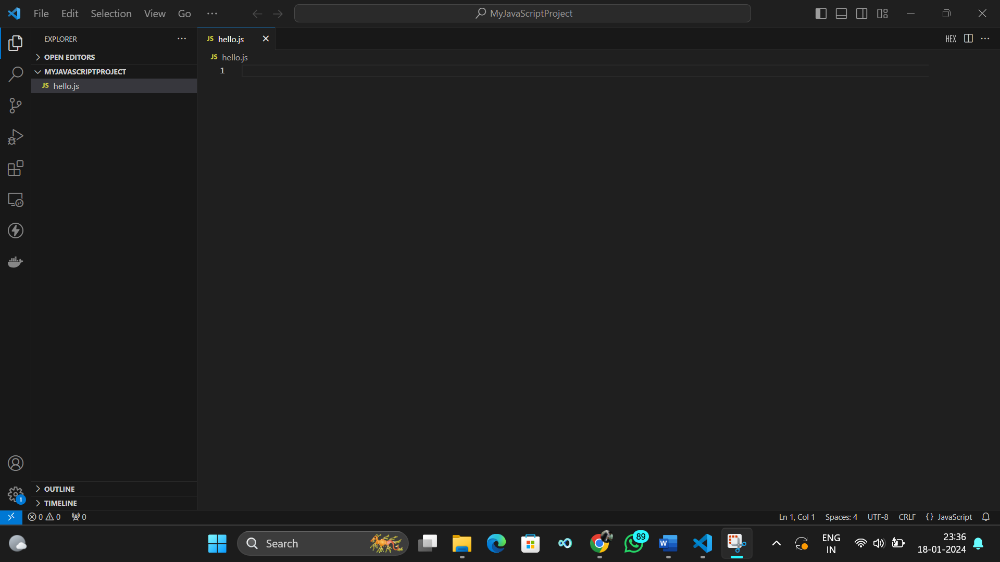 File Edit Selection View Go
MyJavaScriptProject
EXPLORER
OPEN EDITORS
MYJAVASCRIPTPROJECT
JS hello.js
OUTLINE
TIMELINE
JS hello.js
HEX
JS hello.js
1
1
0 0 0
Ln 1, Col 1 Spaces: 4 UTF-8 CRLF {} JavaScript
Search
89
W
ENG
IN
23:36
18-01-2024